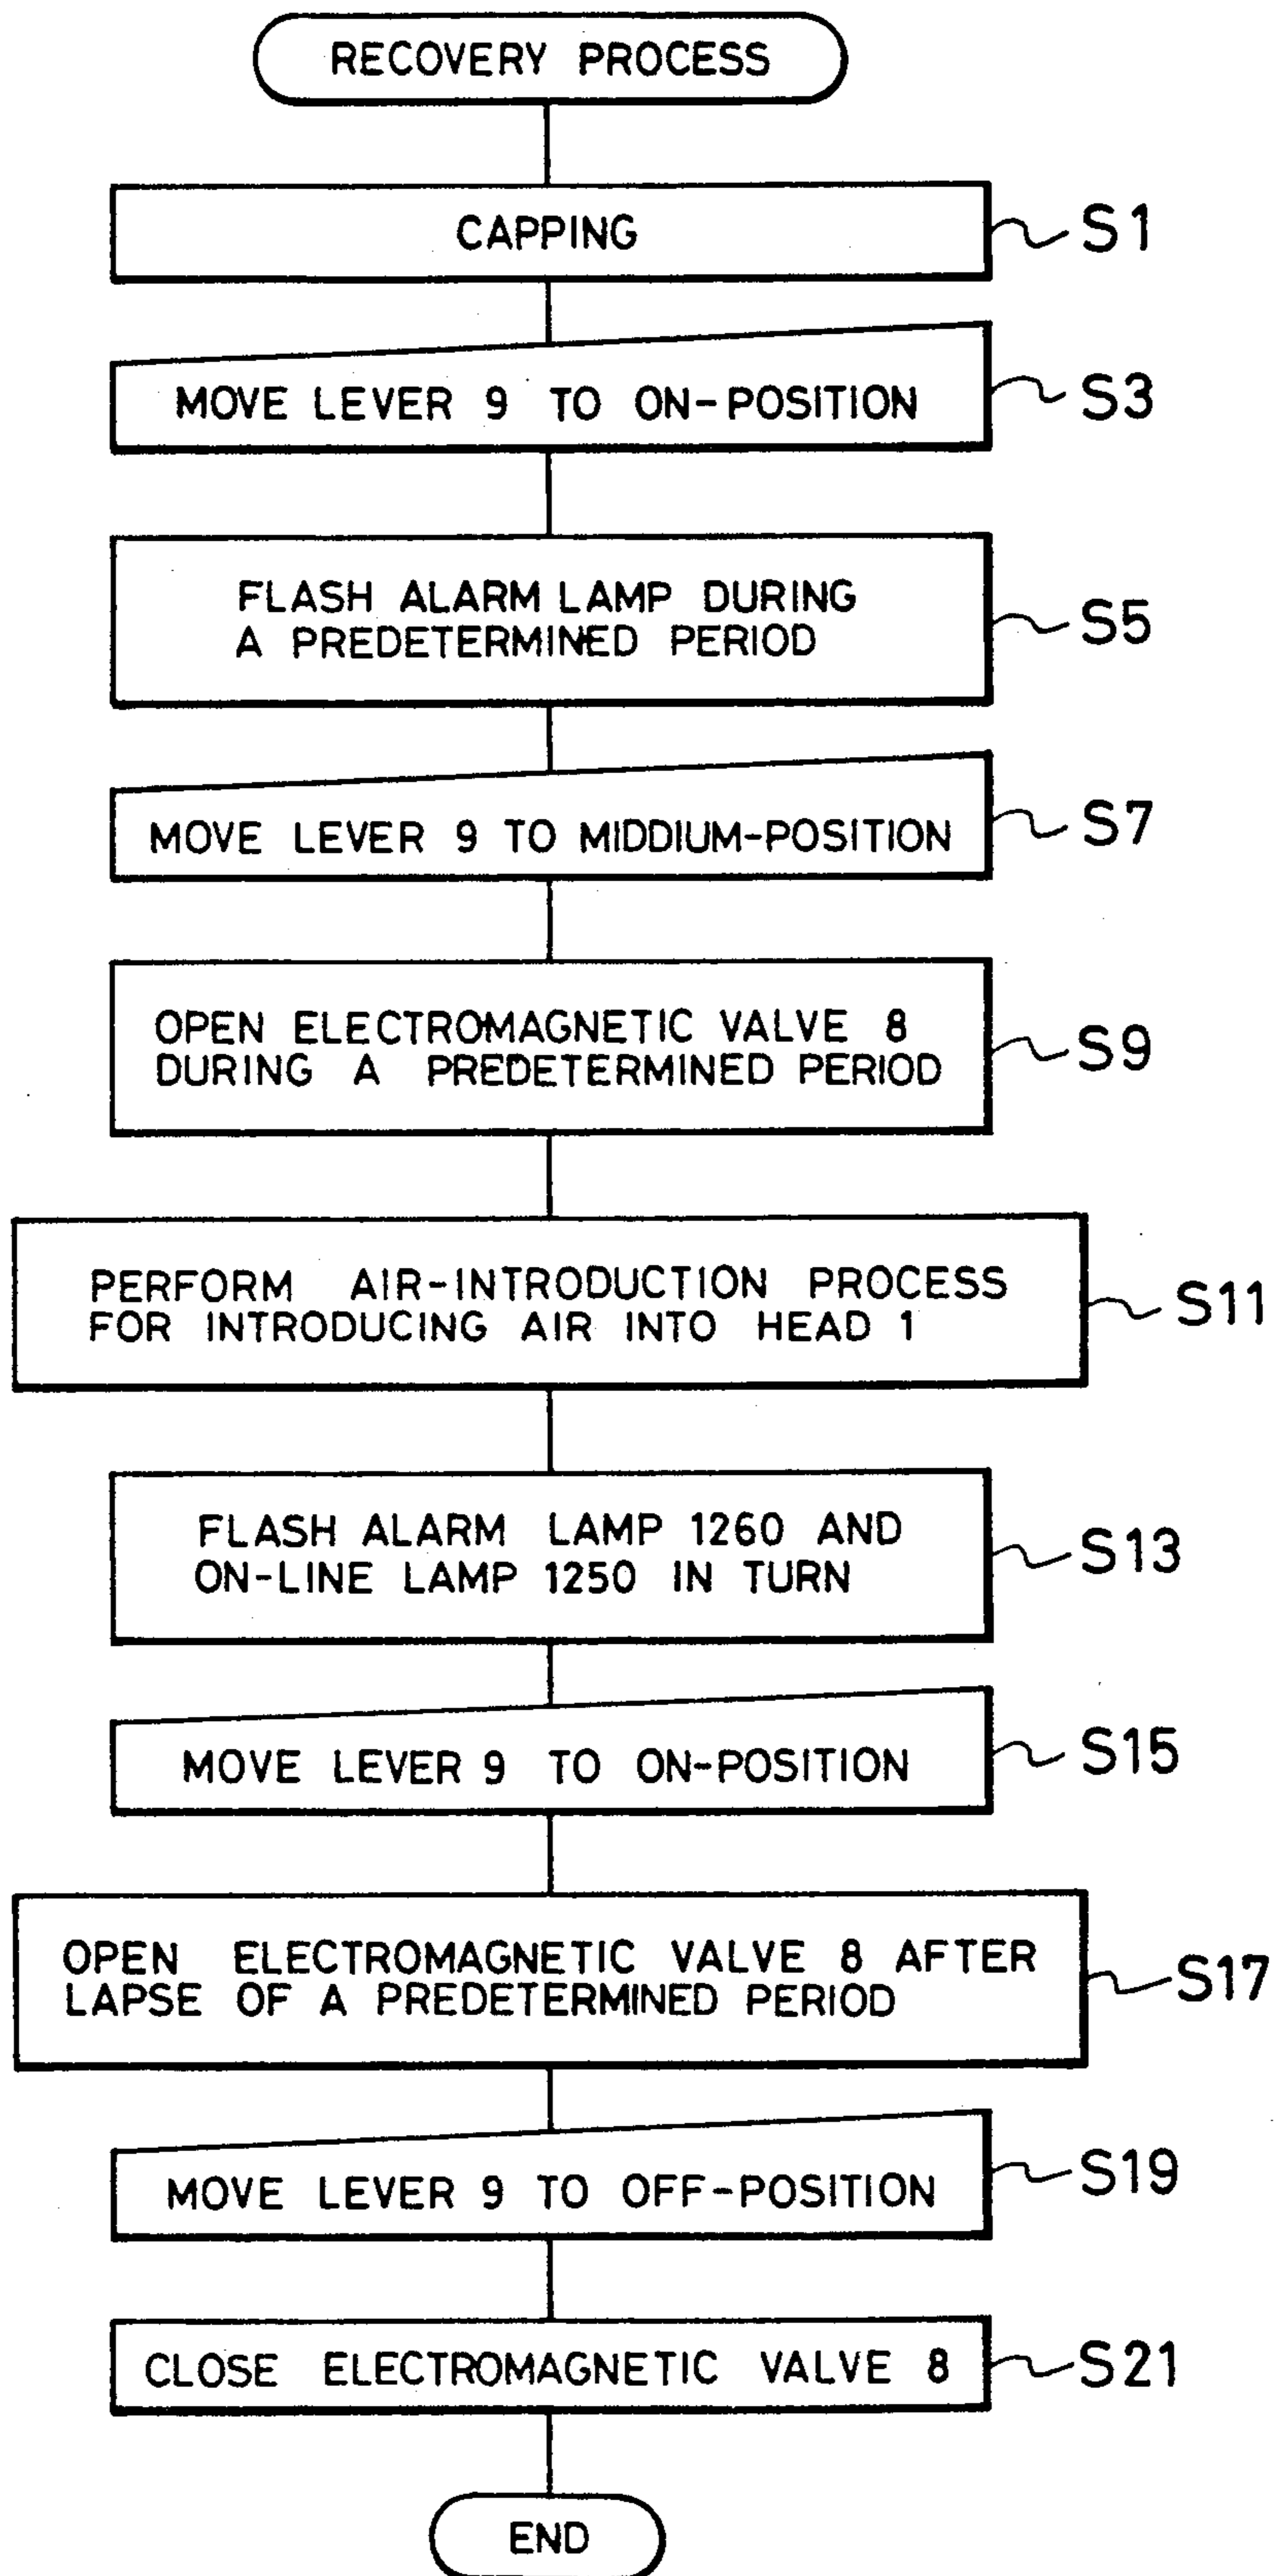 RECOVERY PROCESS
CAPPING
S1
MOVE LEVER 9 TO ON-POSITION
S3
FLASH ALARM LAMP DURING
A PREDETERMINED PERIOD
S5
MOVE LEVER 9 TO MIDDIUM-POSITION
S7
OPEN ELECTROMAGNETIC VALVE 8
DURING A PREDETERMINED PERIOD
S9
PERFORM AIR-INTRODUCTION PROCESS
FOR INTRODUCING AIR INTO HEAD 1
S11
FLASH ALARM LAMP 1260 AND
ON-LINE LAMP 1250 IN TURN
S13
MOVE LEVER 9 TO ON-POSITION
S15
OPEN ELECTROMAGNETIC VALVE 8 AFTER
LAPSE OF A PREDETERMINED PERIOD
S17
MOVE LEVER 9 TO OFF-POSITION
S19
CLOSE ELECTROMAGNETIC VALVE 8
S21
END